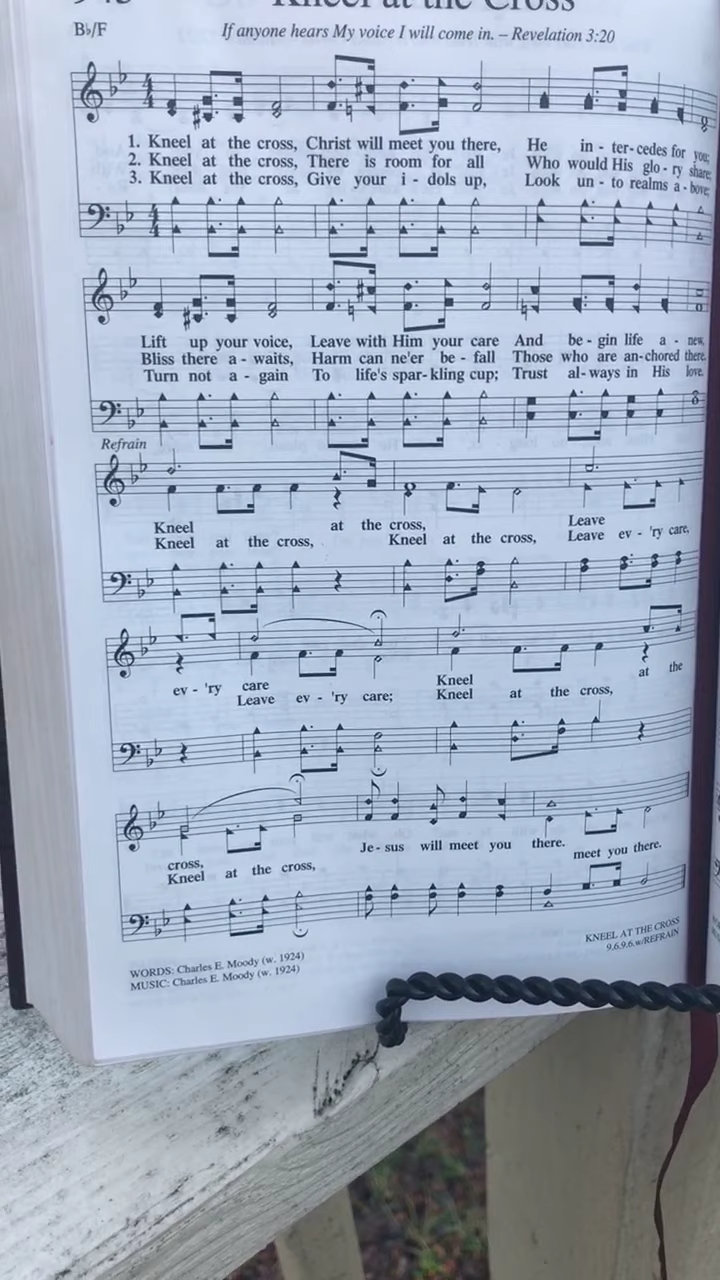 Kneel at the Cross
B♭/F
If anyone hears My voice I will come in. – Revelation 3:20
1. Kneel at the cross, Christ will meet you there, He in - ter-cedes for you;
2. Kneel at the cross, There is room for all Who would His glo - ry share;
3. Kneel at the cross, Give your i - dols up, Look un - to realms a - bove;
Lift up your voice, Leave with Him your care And be - gin life a - new,
Bliss there a - waits, Harm can ne'er be - fall Those who are an-chored there.
Turn not a - gain To life's spar- kling cup; Trust al- ways in His love.
Refrain
Kneel at the cross, Leave
Kneel at the cross, Kneel at the cross, Leave ev - 'ry care,
ev - 'ry care Kneel at the
Leave ev - 'ry care; Kneel at the cross,
cross, Je - sus will meet you there.
Kneel at the cross, meet you there.
WORDS: Charles E. Moody (w. 1924)
MUSIC: Charles E. Moody (w. 1924)
KNEEL AT THE CROSS
9.6.9.6.w/REFRAIN